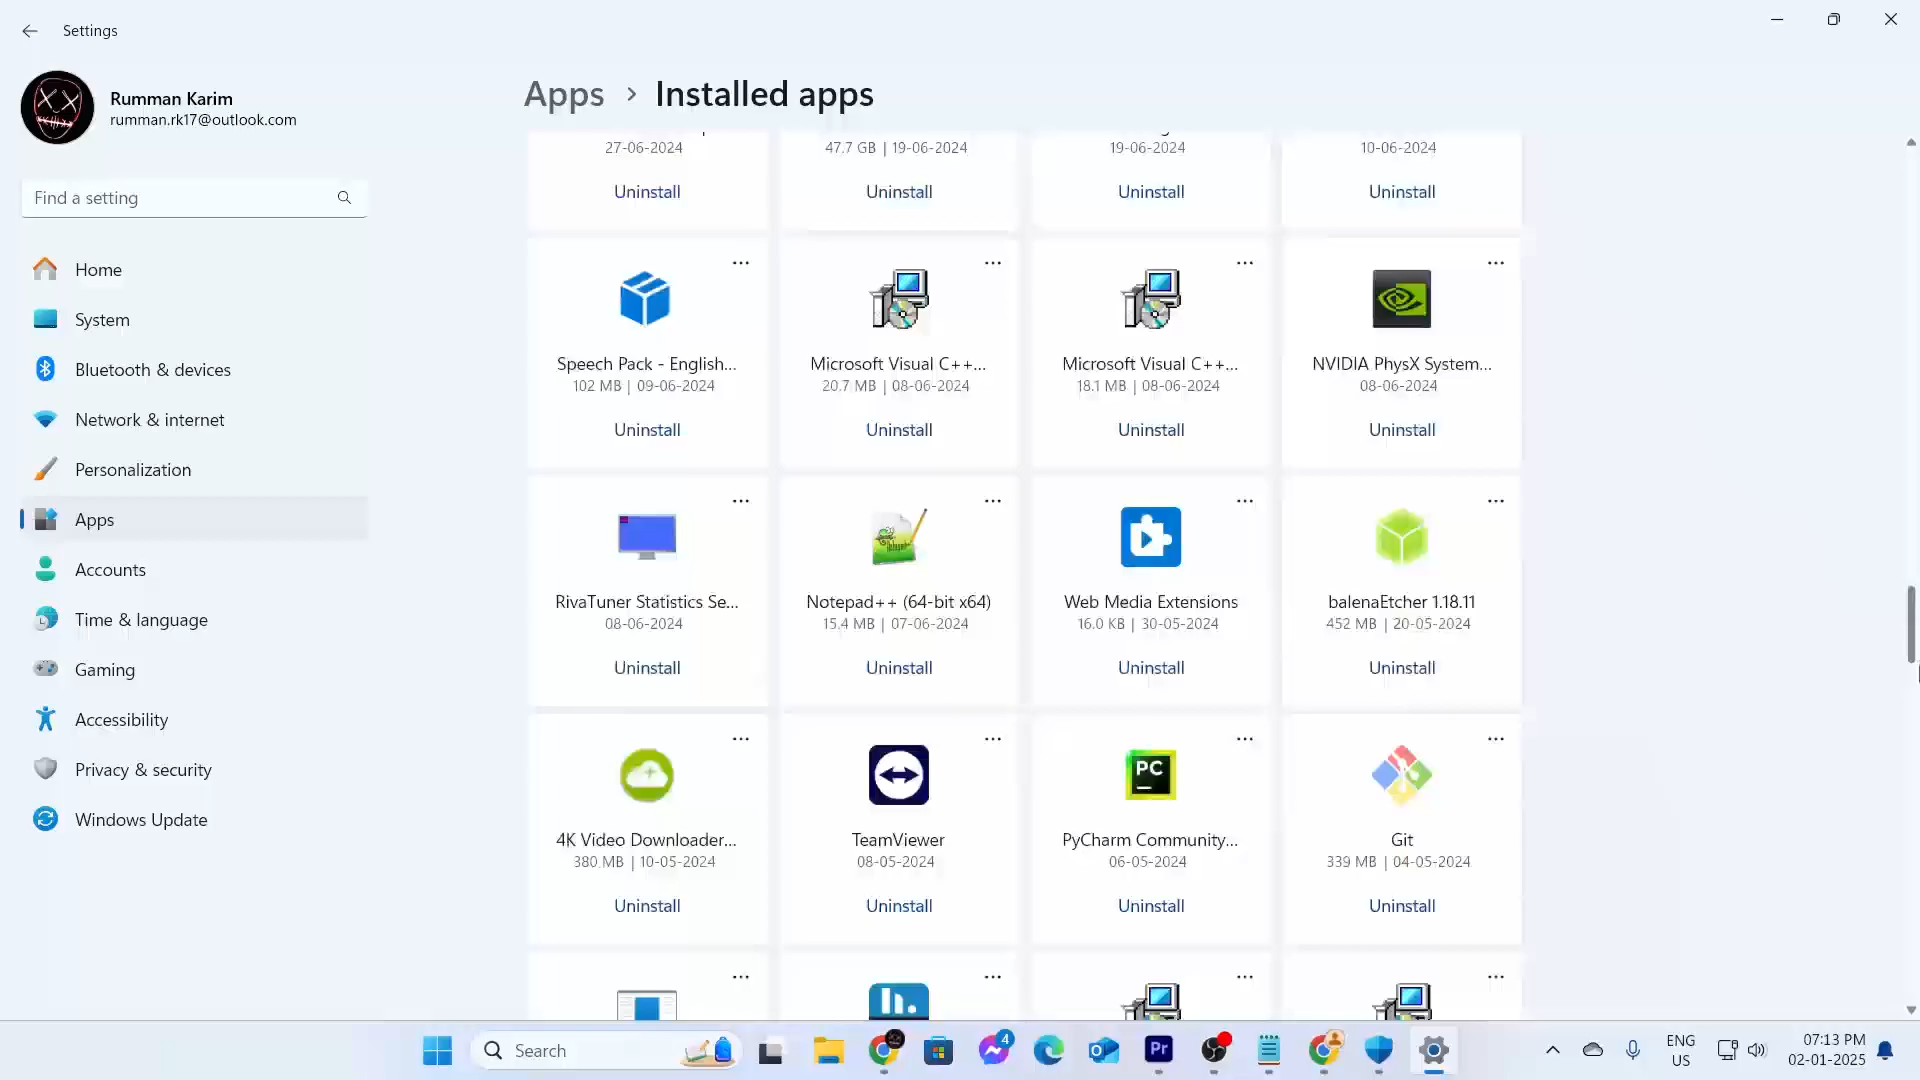 Settings
Rumman Karim
rumman.rk17@outlook.com
Find a setting
Home
System
Bluetooth & devices
Network & internet
Personalization
Apps
Accounts
Time & language
Gaming
Accessibility
Privacy & security
Windows Update
Apps > Installed apps
27-06-2024
47.7 GB | 19-06-2024
19-06-2024
10-06-2024
Uninstall
Uninstall
Uninstall
Uninstall
Speech Pack - English...
102 MB | 09-06-2024
Uninstall
Microsoft Visual C++...
20.7 MB | 08-06-2024
Uninstall
Microsoft Visual C++...
18.1 MB | 08-06-2024
Uninstall
NVIDIA PhysX System...
08-06-2024
Uninstall
RivaTuner Statistics Se...
08-06-2024
Uninstall
Notepad++ (64-bit x64)
15.4 MB | 07-06-2024
Uninstall
Web Media Extensions
16.0 KB | 30-05-2024
Uninstall
balenaEtcher 1.18.11
452 MB | 20-05-2024
Uninstall
4K Video Downloader...
380 MB | 10-05-2024
Uninstall
TeamViewer
08-05-2024
Uninstall
PC
PyCharm Community...
06-05-2024
Uninstall
Git
339 MB | 04-05-2024
Uninstall
h.
Search
4
Pr
ENG
US
07:13 PM
02-01-2025